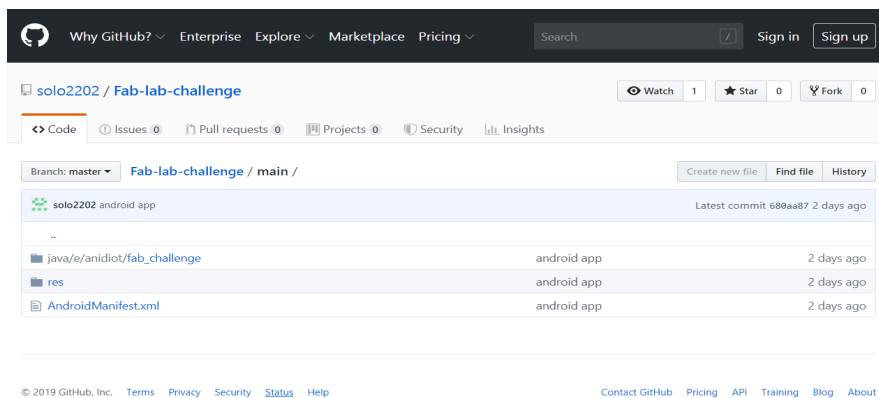 Why GitHub? Enterprise Explore Marketplace Pricing Search / Sign in Sign up
solo2202 / Fab-lab-challenge Watch 1 Star 0 Fork 0
Code Issues 0 Pull requests 0 Projects 0 Security Insights
Branch: master Fab-lab-challenge / main / Create new file Find file History
solo2202 android app Latest commit 680aa87 2 days ago
..
java/e/anidiot/fab_challenge android app 2 days ago
res android app 2 days ago
AndroidManifest.xml android app 2 days ago
© 2019 GitHub, Inc. Terms Privacy Security Status Help Contact GitHub Pricing API Training Blog About